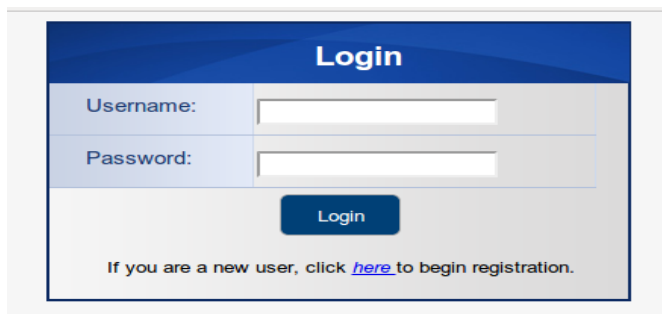 Login
Username:
Password:
Login
If you are a new user, click here to begin registration.